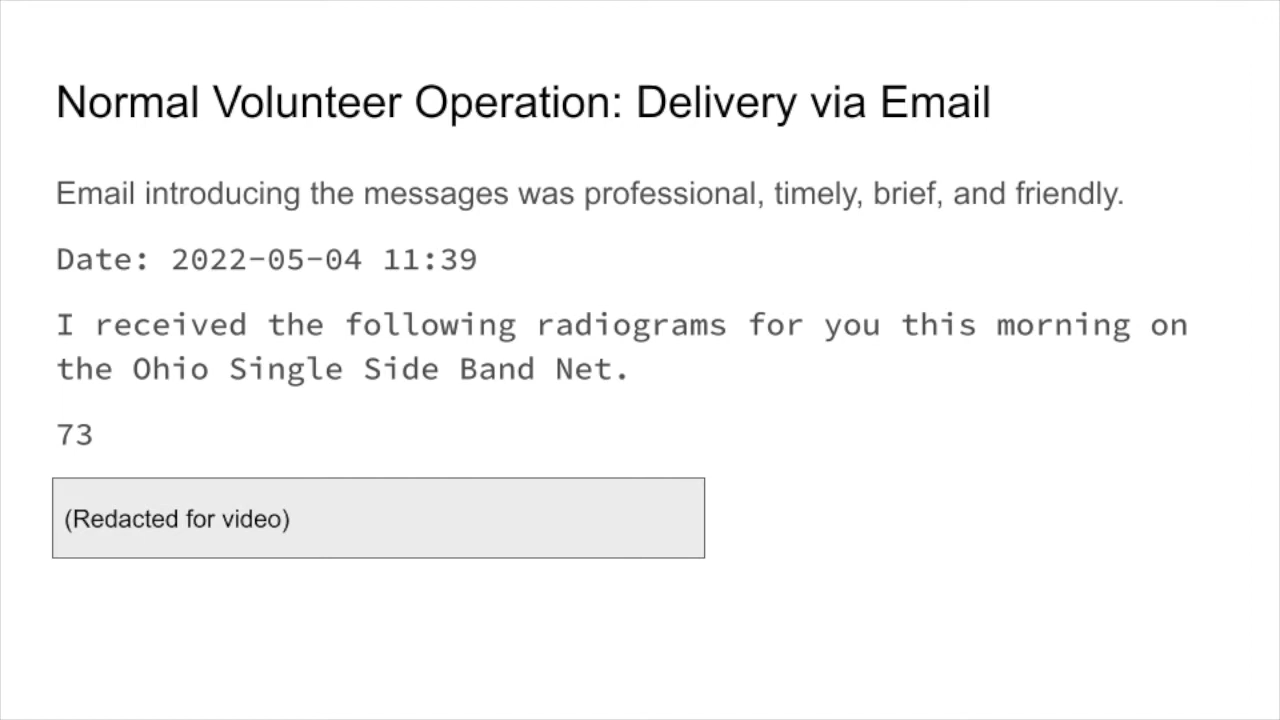 Normal Volunteer Operation: Delivery via Email
Email introducing the messages was professional, timely, brief, and friendly.
Date: 2022-05-04 11:39
I received the following radiograms for you this morning on
the Ohio Single Side Band Net.
73
(Redacted for video)